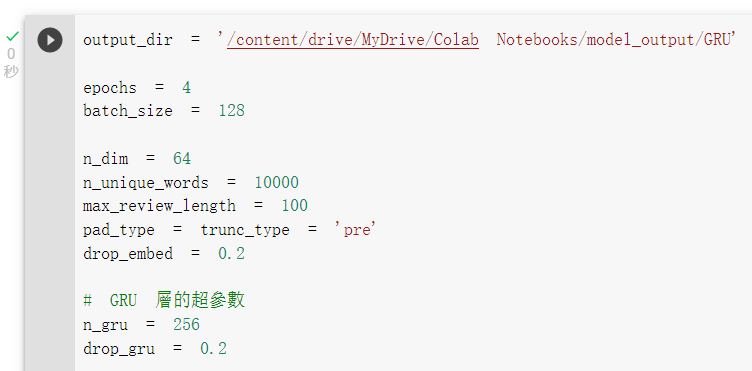 output_dir = '/content/drive/MyDrive/Colab Notebooks/model_output/GRU'
epochs = 4
batch_size = 128
n_dim = 64
n_unique_words = 10000
max_review_length = 100
pad_type = trunc_type = 'pre'
drop_embed = 0.2
# GRU 層的超參數
n_gru = 256
drop_gru = 0.2
0
秒